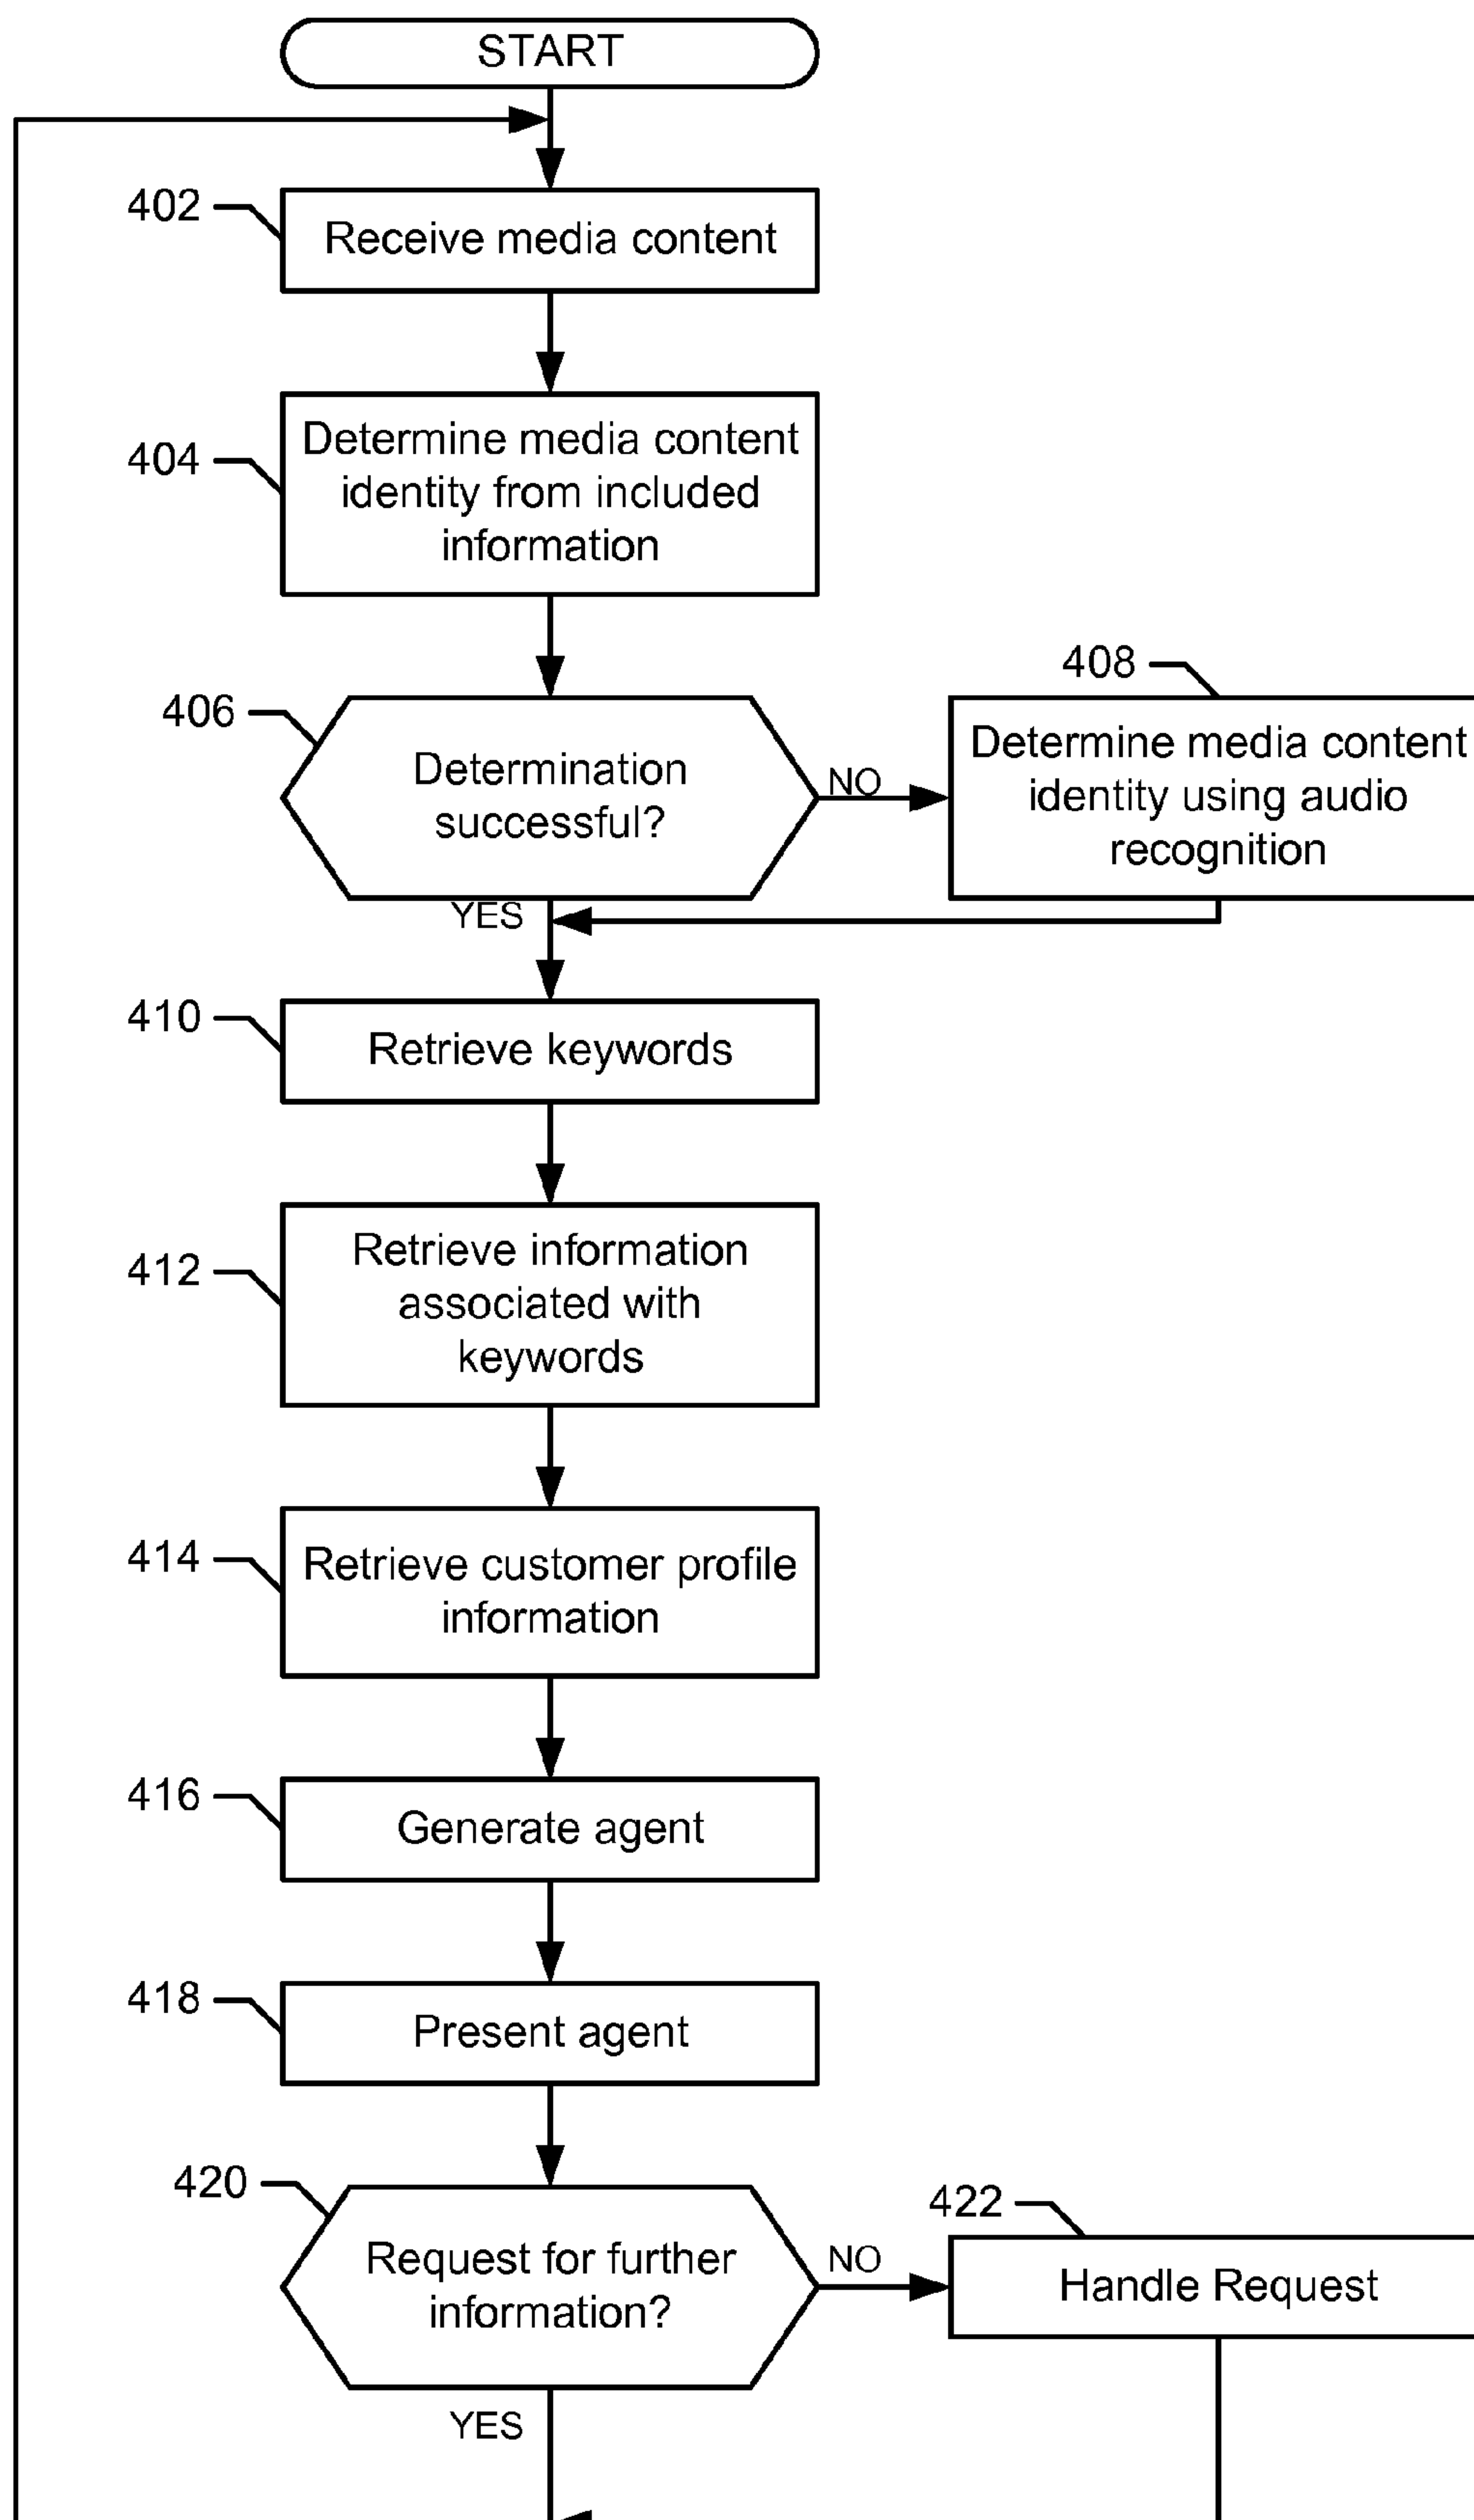 START
402
Receive media content
404
Determine media content
identity from included
information
406
Determination
successful?
NO
408
Determine media content
identity using audio
recognition
YES
410
Retrieve keywords
412
Retrieve information
associated with
keywords
414
Retrieve customer profile
information
416
Generate agent
418
Present agent
420
Request for further
information?
NO
422
Handle Request
YES